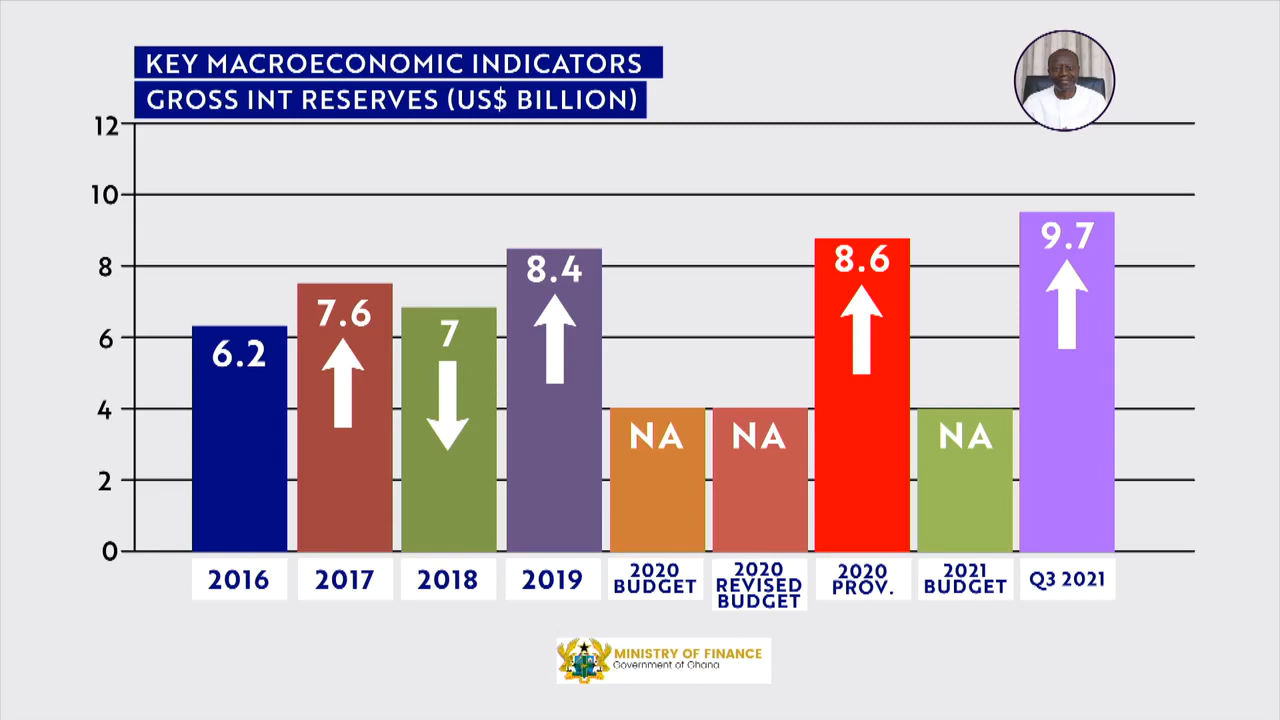 KEY MACROECONOMIC INDICATORS
GROSS INT RESERVES (US$ BILLION)
12
10
8
6
4
2
0
6.2
7.6
7
8.4
NA
NA
8.6
NA
9.7
2016
2017
2018
2019
2020
BUDGET
2020
REVISED
BUDGET
2020
PROV.
2021
BUDGET
Q3 2021
MINISTRY OF FINANCE
Government of Ghana